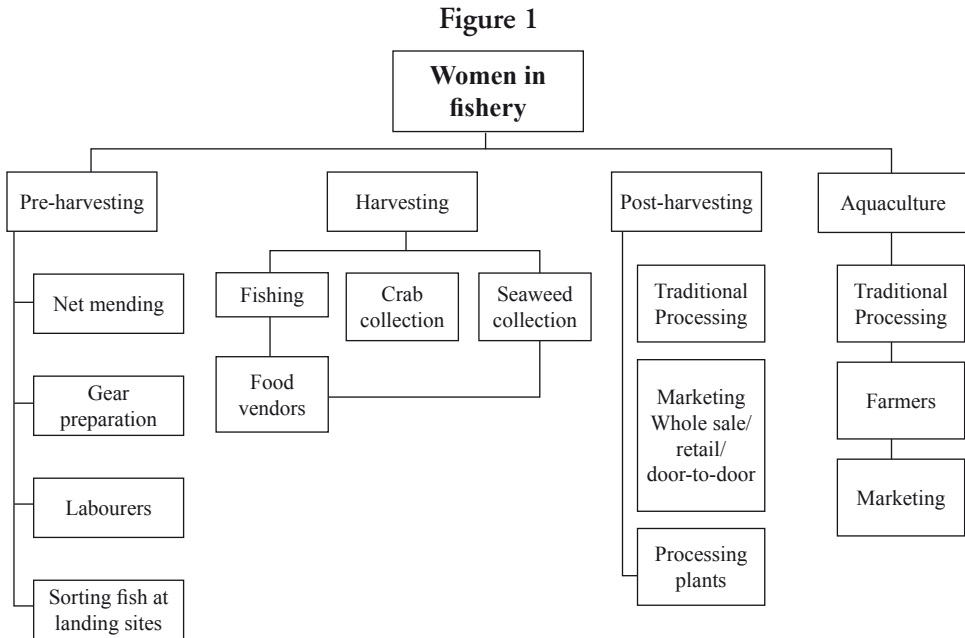 Figure 1
Women in
fishery
Pre-harvesting
Harvesting
Post-harvesting
Aquaculture
Net mending
Gear
preparation
Labourers
Sorting fish at
landing sites
Fishing
Crab
collection
Seaweed
collection
Food
vendors
Traditional
Processing
Marketing
Whole sale/
retail/
door-to-door
Processing
plants
Traditional
Processing
Farmers
Marketing